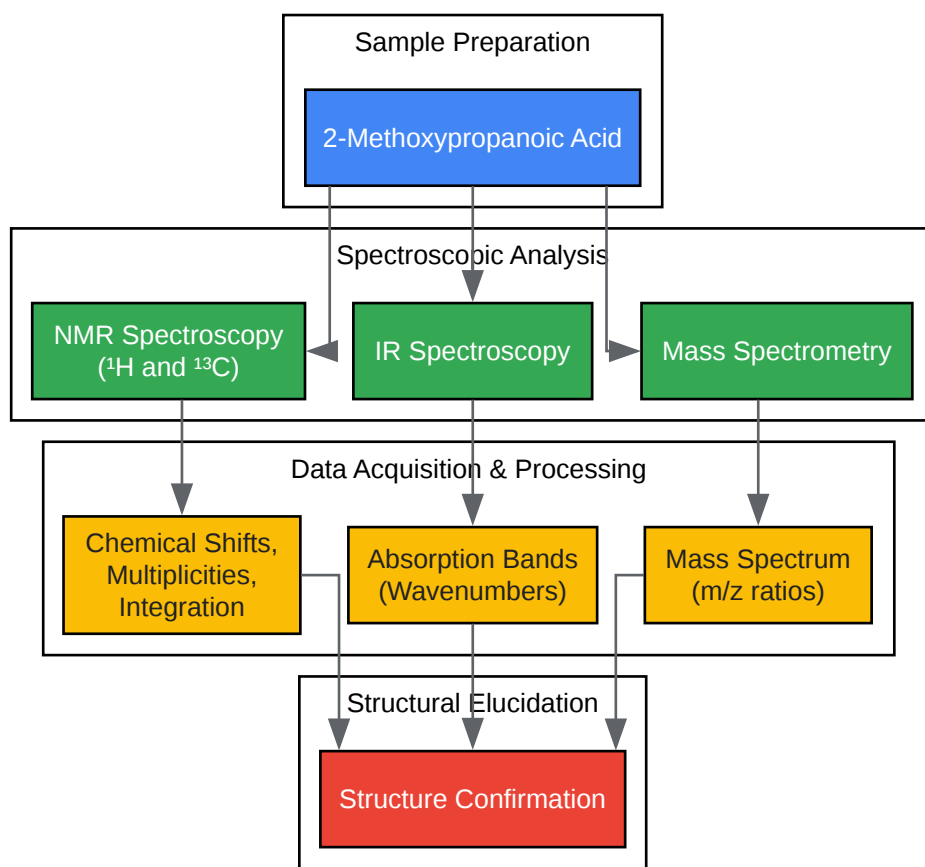 Sample Preparation
2-Methoxypropanoic Acid
Spectroscopic Analysis
NMR Spectroscopy
(¹H and ¹³C)
IR Spectroscopy
Mass Spectrometry
Data Acquisition & Processing
Chemical Shifts,
Multiplicities,
Integration
Absorption Bands
(Wavenumbers)
Mass Spectrum
(m/z ratios)
Structural Elucidation
Structure Confirmation